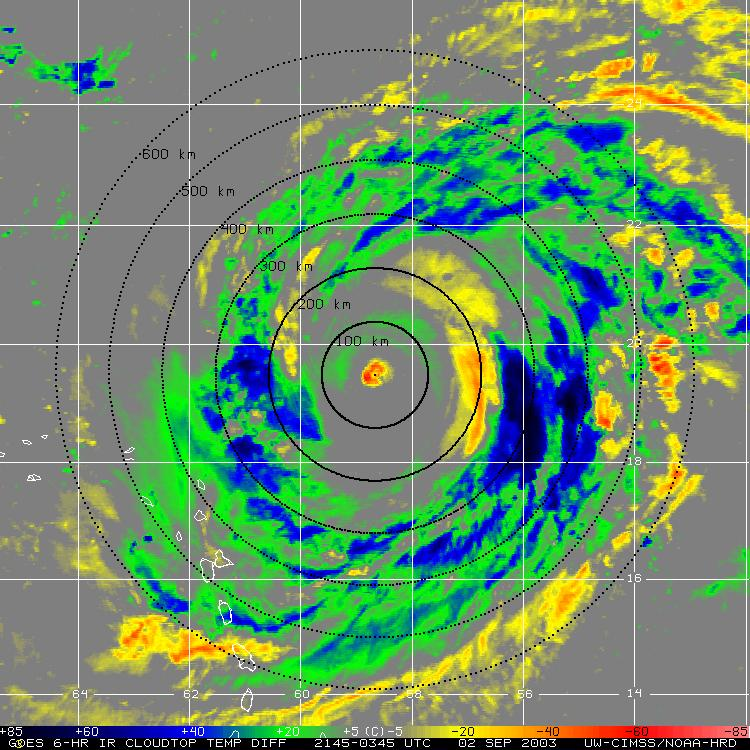 24
600 km
500 km
22
400 km
300 km
200 km
20
100 km
18
16
64 62 60 58 56 14
+85 +60 +40 +20 +5(C)-5 -20 -40 -60 -85
GOES 6-HR IR CLOUDTOP TEMP DIFF 2145-0345 UTC 02 SEP 2003 UW-CIMSS/NOAA-HRD